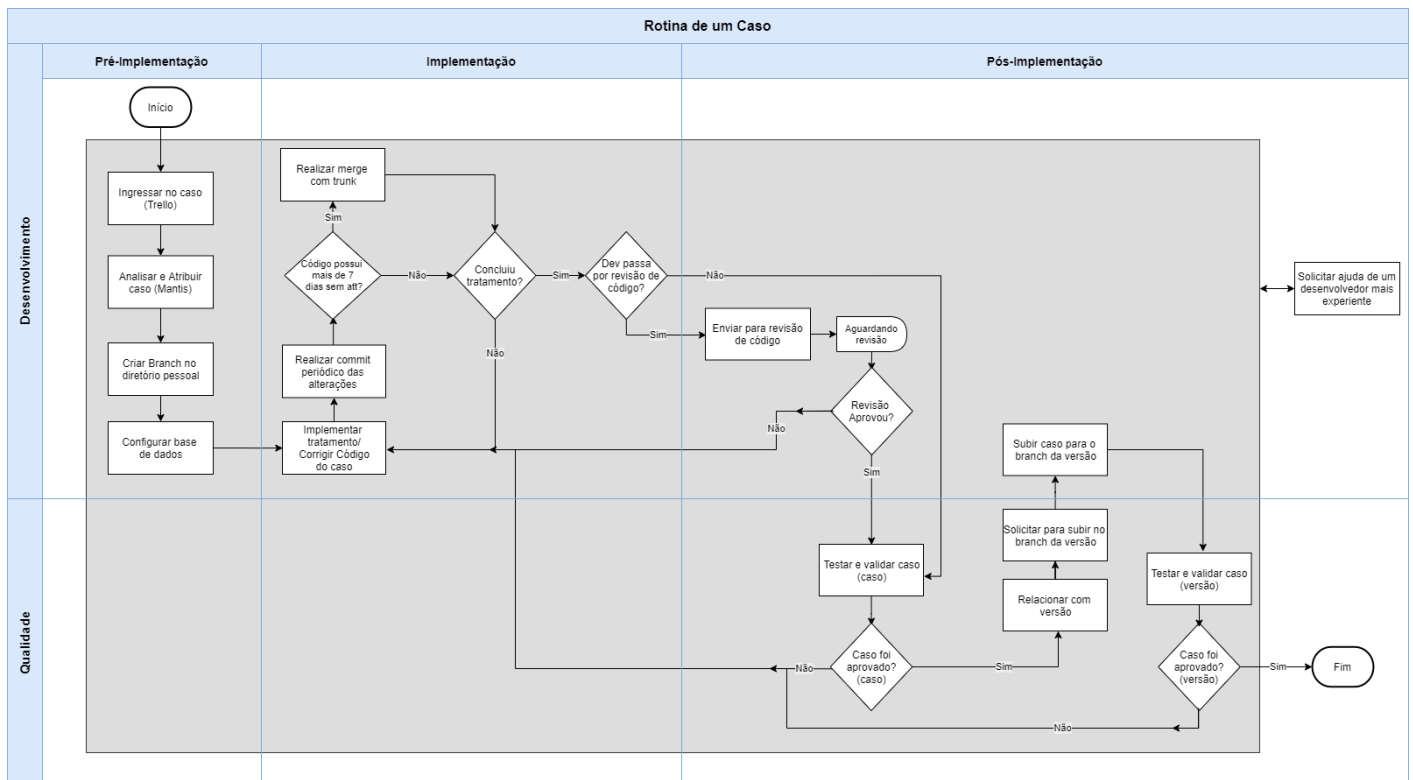 Rotina de um Caso
Pré-Implementação
Implementação
Pós-Implementação
Desenvolvimento
Qualidade
Início
Ingressar no caso
(Trello)
Analisar e Atribuir
caso (Mantis)
Criar Branch no
diretório pessoal
Configurar base
de dados
Realizar merge
com trunk
Sim
Código possui
mais de 7
dias sem att?
Não
Realizar commit
periódico das
alterações
Implementar
tratamento/
Corrigir Código
do caso
Concluiu
tratamento?
Sim
Não
Dev passa
por revisão de
código?
Não
Sim
Enviar para revisão
de código
Aguardando
revisão
Revisão
Aprovou?
Não
Sim
Testar e validar caso
(caso)
Caso foi
aprovado?
(caso)
Não
Sim
Relacionar com
versão
Solicitar para subir no
branch da versão
Subir caso para o
branch da versão
Testar e validar caso
(versão)
Caso foi
aprovado?
(versão)
Não
Sim
Fim
Solicitar ajuda de um
desenvolvedor mais
experiente